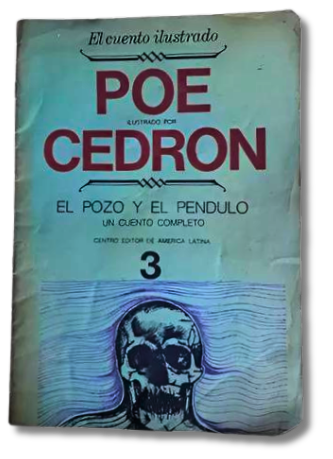 El cuento ilustrado
POE
ILUSTRADO POR
CEDRON
EL POZO Y EL PENDULO
UN CUENTO COMPLETO
CENTRO EDITOR DE AMERICA LATINA
3